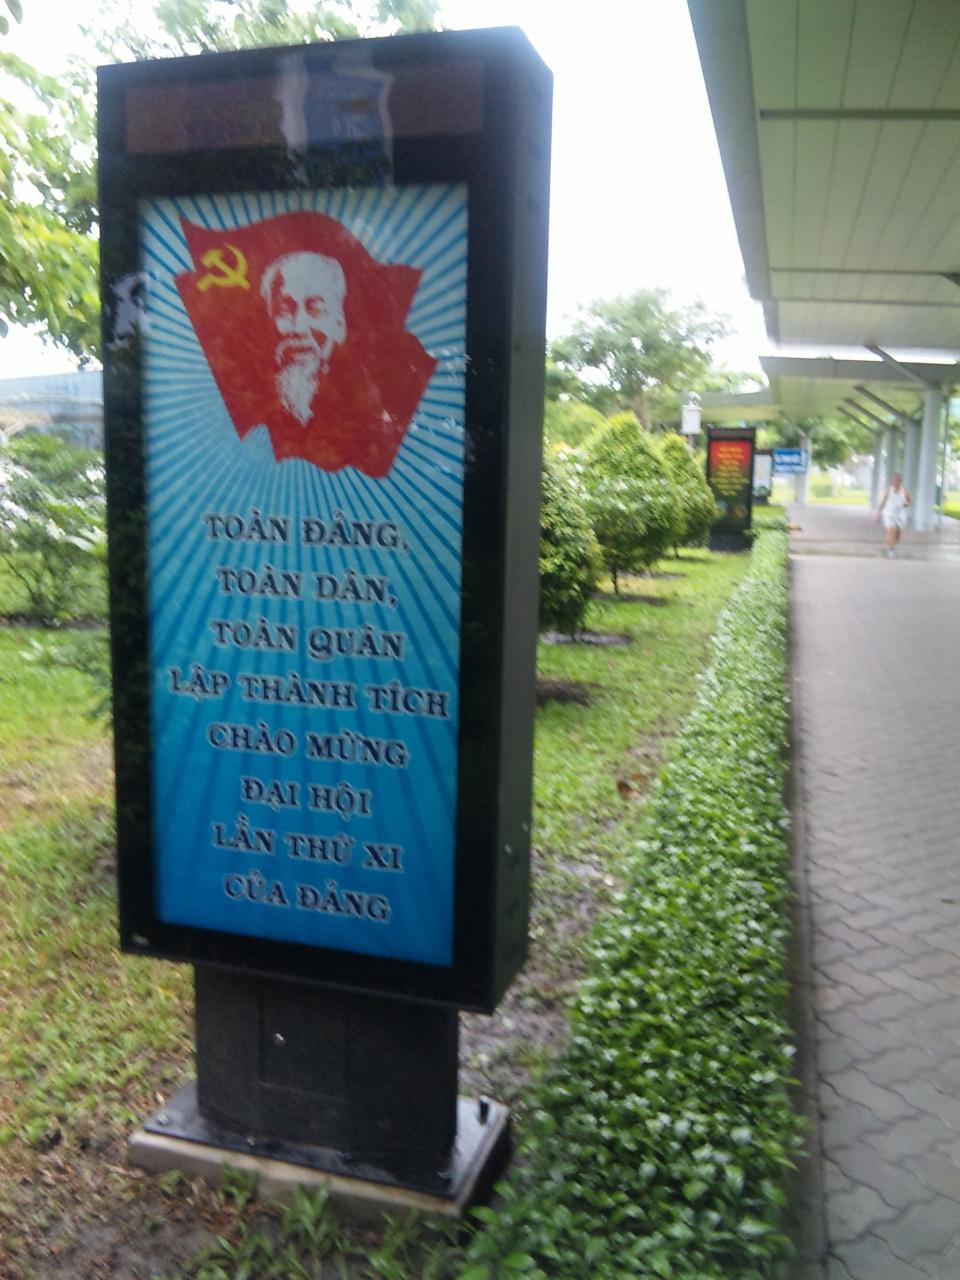 TOÀN ĐẢNG,
TOÀN DÂN,
TOÀN QUÂN
LẬP THÀNH TÍCH
CHÀO MỪNG
ĐẠI HỘI
LẦN THỨ XI
CỦA ĐẢNG